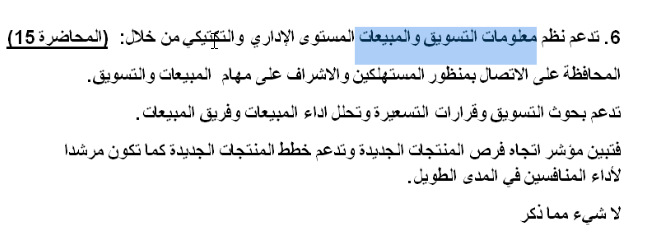 6. تدعم نظم معلومات التسويق والمبيعات المستوى الإداري والتكتيكي من خلال: (المحاضرة 15)
المحافظة على الاتصال بمنظور المستهلكين والاشراف على مهام المبيعات والتسويق.
تدعم بحوث التسويق وقرارات التسعيرة وتحلل اداء المبيعات وفريق المبيعات.
فتبين مؤشر اتجاه فرص المنتجات الجديدة وتدعم خطط المنتجات الجديدة كما تكون مرشدا
لأداء المنافسين في المدى الطويل.
لا شيء مما ذكر